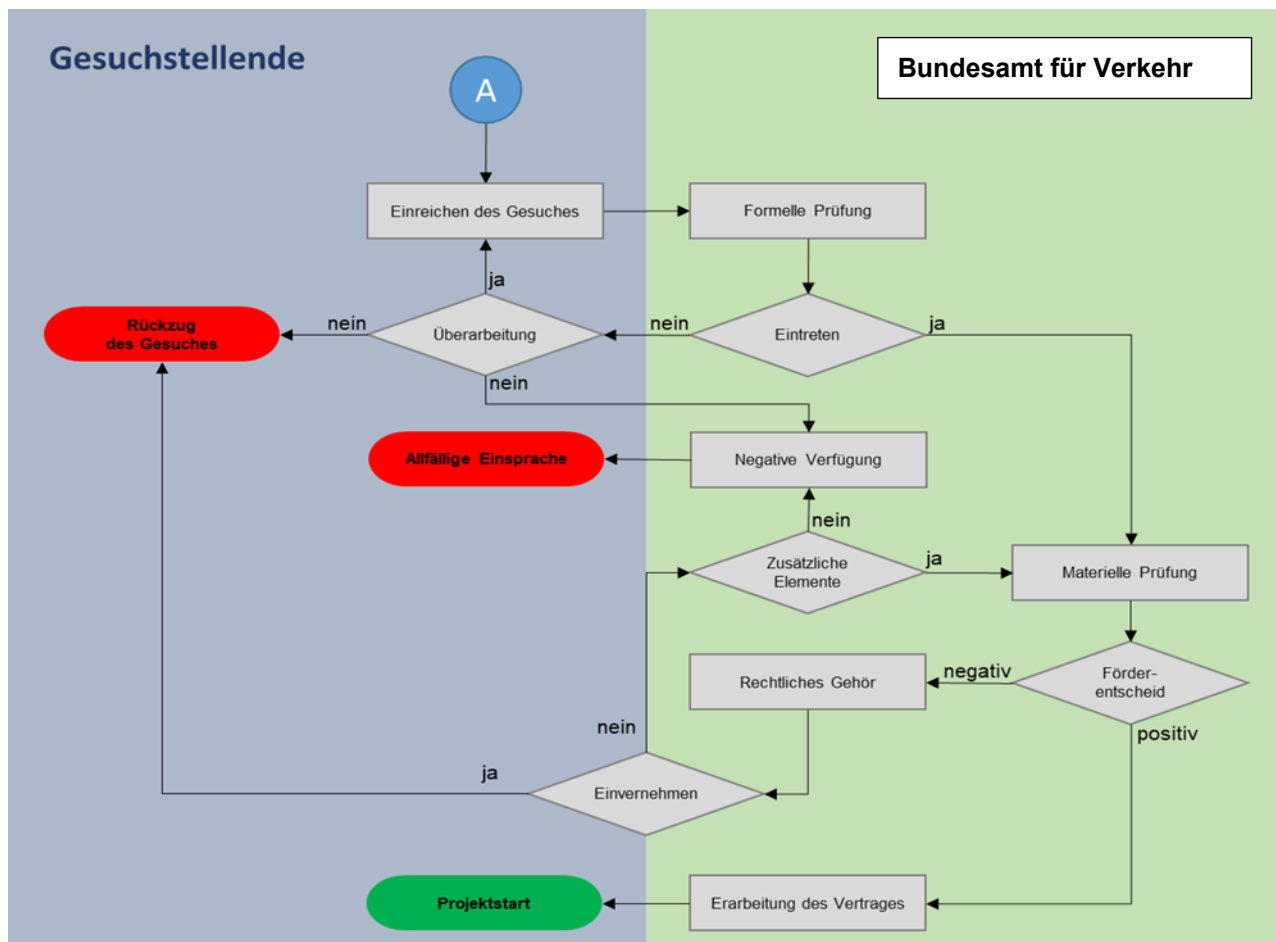 Gesuchstellende
Bundesamt für Verkehr
A
Einreichen des Gesuches
Formelle Prüfung
ja
Rückzug
des Gesuches
nein
Überarbeitung
nein
Eintreten
ja
nein
Allfällige Einsprache
Negative Verfügung
nein
Zusätzliche
Elemente
ja
Materielle Prüfung
Rechtliches Gehör
negativ
Förder-
entscheid
nein
positiv
ja
Einvernehmen
Projektstart
Erarbeitung des Vertrages